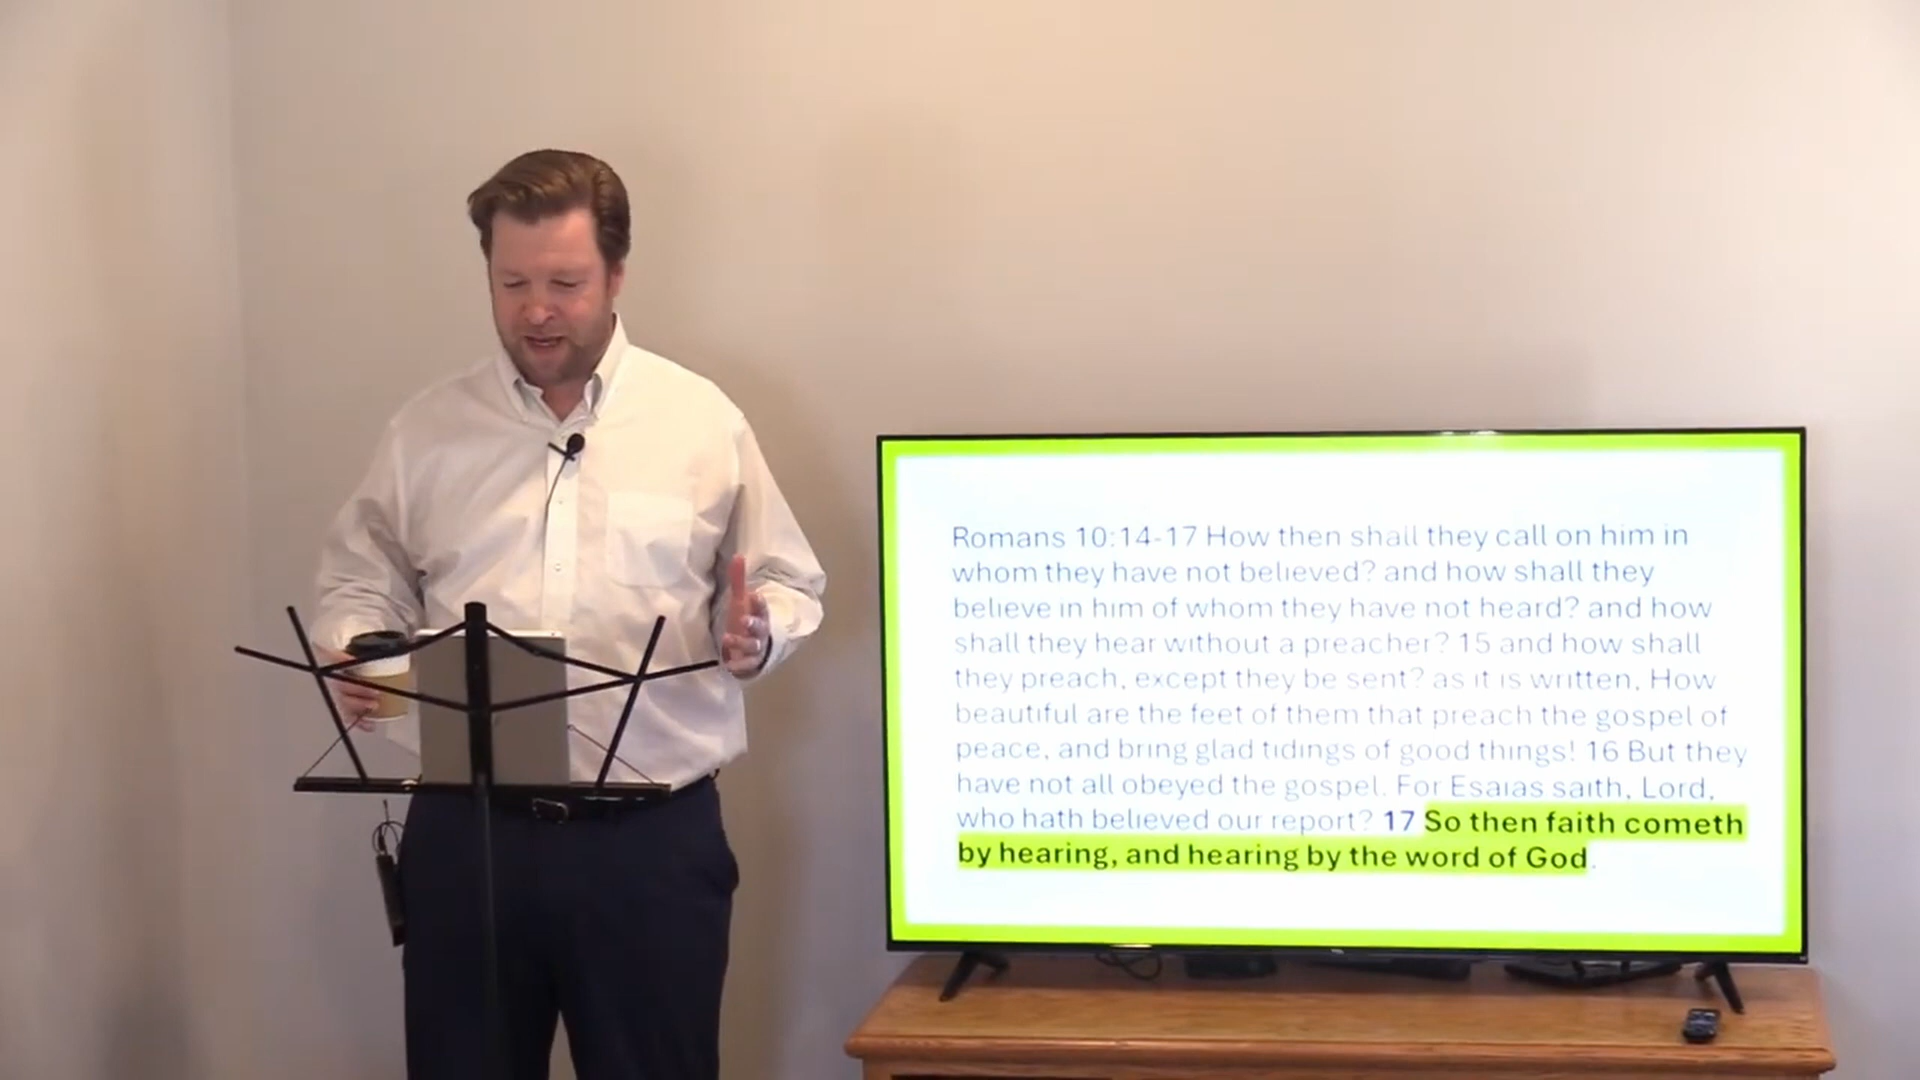 Romans 10:14-17 How then shall they call on him in
whom they have not believed? and how shall they
believe in him of whom they have not heard? and how
shall they hear without a preacher? 15 and how shall
they preach, except they be sent? as it is written, How
beautiful are the feet of them that preach the gospel of
peace, and bring glad tidings of good things! 16 But they
have not all obeyed the gospel. For Esaias saith, Lord,
who hath believed our report? 17 So then faith cometh
by hearing, and hearing by the word of God.